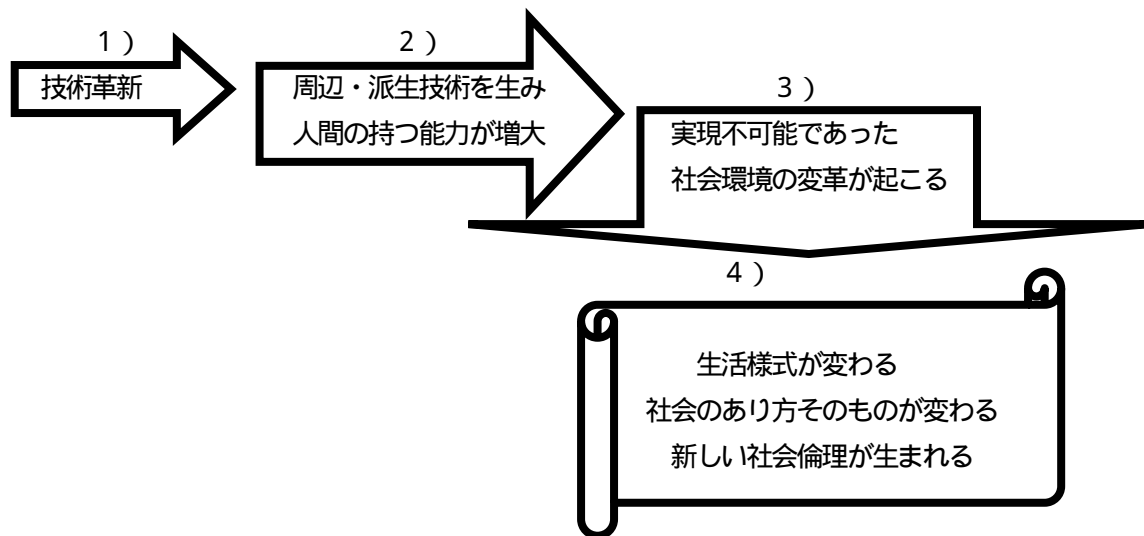 1)
技術革新
2)
周辺・派生技術を生み
人間の持つ能力が増大
3)
実現不可能であった
社会環境の変革が起こる
4)
生活様式が変わる
社会のあり方そのものが変わる
新しい社会倫理が生まれる